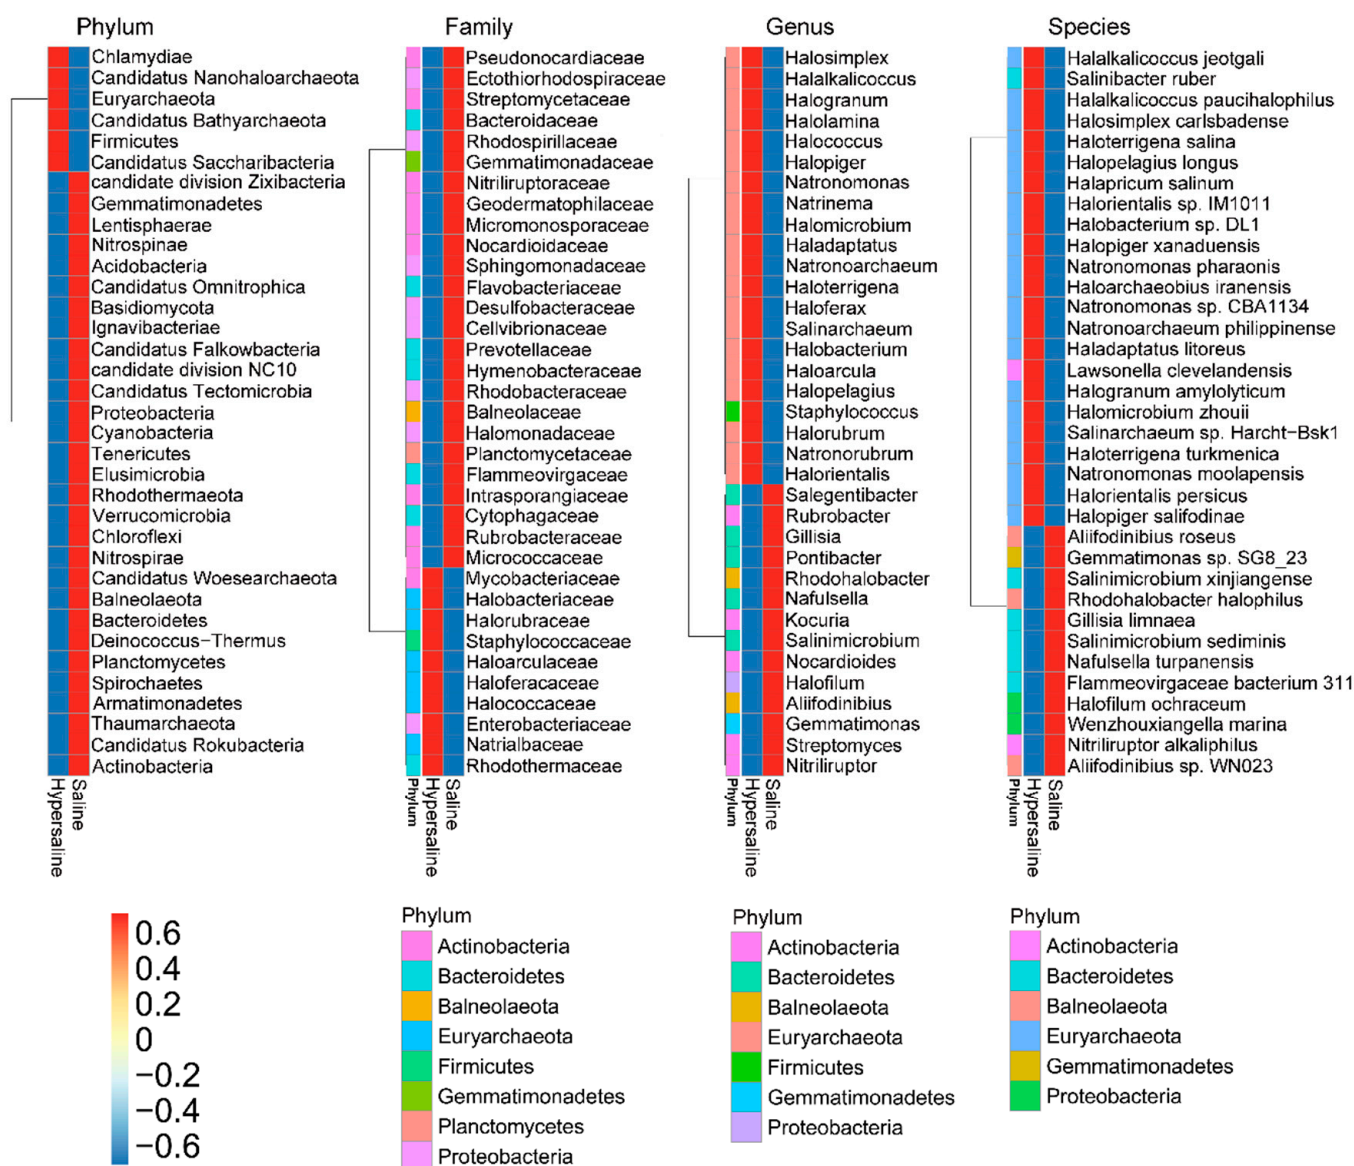 Phylum
Chlamydiae
Candidatus Nanohaloarchaeota
Euryarchaeota
Candidatus Bathyarchaeota
Firmicutes
Candidatus Saccharibacteria
candidate division Zixibacteria
Gemmatimonadetes
Lentisphaerae
Nitrospinae
Acidobacteria
Candidatus Omnitrophica
Basidiomycota
Ignavibacteriae
Candidatus Falkowbacteria
candidate division NC10
Candidatus Tectomicrobia
Proteobacteria
Cyanobacteria
Tenericutes
Elusimicrobia
Rhodothermaeota
Verrucomicrobia
Chloroflexi
Nitrospirae
Candidatus Woesearchaeota
Balneolaeota
Bacteroidetes
Deinococcus−Thermus
Planctomycetes
Spirochaetes
Armatimonadetes
Thaumarchaeota
Candidatus Rokubacteria
Actinobacteria
Hypersaline
Saline
Family
Pseudonocardiaceae
Ectothiorhodospiraceae
Streptomycetaceae
Bacteroidaceae
Rhodospirillaceae
Gemmatimonadaceae
Nitriliruptoraceae
Geodermatophilaceae
Micromonosporaceae
Nocardioidaceae
Sphingomonadaceae
Flavobacteriaceae
Desulfobacteraceae
Cellvibrionaceae
Prevotellaceae
Hymenobacteraceae
Rhodobacteraceae
Balneolaceae
Halomonadaceae
Planctomycetaceae
Flammeovirgaceae
Intrasporangiaceae
Cytophagaceae
Rubrobacteraceae
Micrococcaceae
Mycobacteriaceae
Halobacteriaceae
Halorubraceae
Staphylococcaceae
Haloarculaceae
Haloferacaceae
Halococcaceae
Enterobacteriaceae
Natrialbaceae
Rhodothermaceae
Phylum
Hypersaline
Saline
Genus
Halosimplex
Halalkalicoccus
Halogranum
Halolamina
Halococcus
Halopiger
Natronomonas
Natrinema
Halomicrobium
Haladaptatus
Natronoarchaeum
Haloterrigena
Haloferax
Salinarchaeum
Halobacterium
Haloarcula
Halopelagius
Staphylococcus
Halorubrum
Natronorubrum
Halorientalis
Salegentibacter
Rubrobacter
Gillisia
Pontibacter
Rhodohalobacter
Nafulsella
Kocuria
Salinimicrobium
Nocardioides
Halofilum
Aliifodinibius
Gemmatimonas
Streptomyces
Nitriliruptor
Phylum
Hypersaline
Saline
Species
Halalkalicoccus jeotgali
Salinibacter ruber
Halalkalicoccus paucihalophilus
Halosimplex carlsbadense
Haloterrigena salina
Halopelagius longus
Halapricum salinum
Halorientalis sp. IM1011
Halobacterium sp. DL1
Halopiger xanaduensis
Natronomonas pharaonis
Haloarchaeobius iranensis
Natronomonas sp. CBA1134
Natronoarchaeum philippinense
Haladaptatus litoreus
Lawsonella clevelandensis
Halogranum amylolyticum
Halomicrobium zhouii
Salinarchaeum sp. Harcht−Bsk1
Haloterrigena turkmenica
Natronomonas moolapensis
Halorientalis persicus
Halopiger salifodinae
Aliifodinibius roseus
Gemmatimonas sp. SG8_23
Salinimicrobium xinjiangense
Rhodohalobacter halophilus
Gillisia limnaea
Salinimicrobium sediminis
Nafulsella turpanensis
Flammeovirgaceae bacterium 311
Halofilum ochraceum
Wenzhouxiangella marina
Nitriliruptor alkaliphilus
Aliifodinibius sp. WN023
Phylum
Hypersaline
Saline
0.6
0.4
0.2
0
−0.2
−0.4
−0.6
Phylum
Actinobacteria
Bacteroidetes
Balneolaeota
Euryarchaeota
Firmicutes
Gemmatimonadetes
Planctomycetes
Proteobacteria
Phylum
Actinobacteria
Bacteroidetes
Balneolaeota
Euryarchaeota
Firmicutes
Gemmatimonadetes
Proteobacteria
Phylum
Actinobacteria
Bacteroidetes
Balneolaeota
Euryarchaeota
Gemmatimonadetes
Proteobacteria